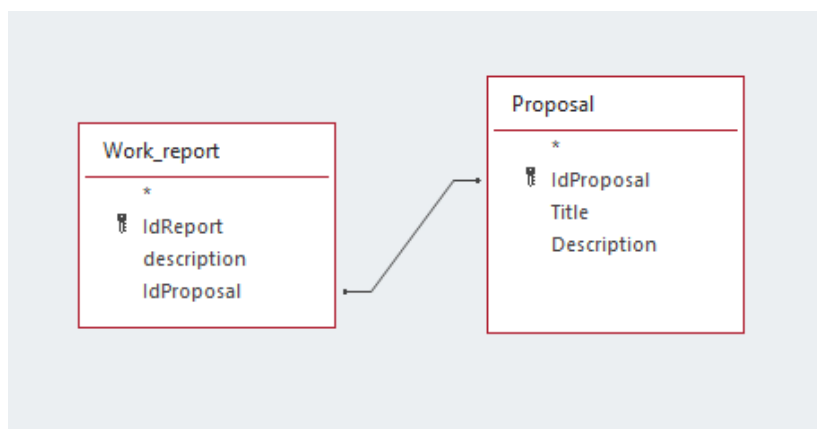 Work_report
*
IdReport
description
IdProposal
Proposal
*
IdProposal
Title
Description